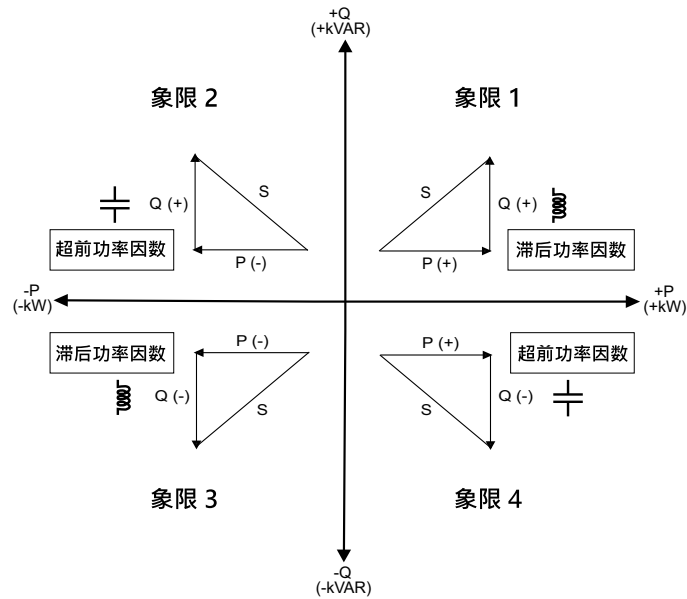 +Q
(+kVAR)
象限 2
象限 1
S
Q (+)
超前功率因数
P (-)
S
Q (+)
P (+)
滞后功率因数
-P
(-kW)
+P
(+kW)
滞后功率因数
P (-)
Q (-)
S
P (+)
超前功率因数
Q (-)
S
象限 3
象限 4
-Q
(-kVAR)